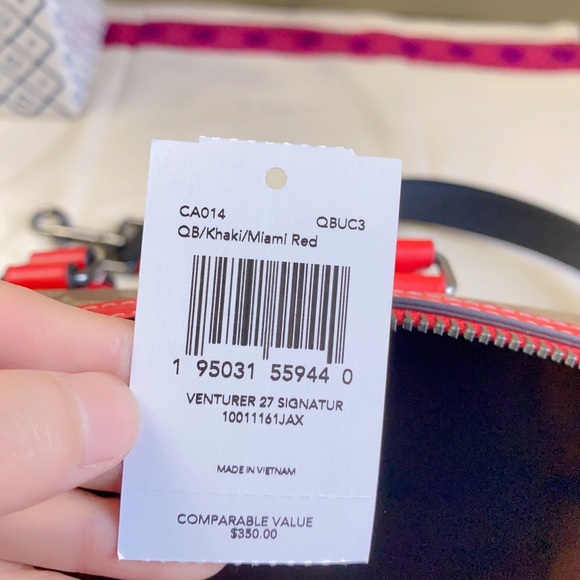 CA014 QBUC3
QB/Khaki/Miami Red
1 95031 55944 0
VENTURER 27 SIGNATUR
10011161JAX
MADE IN VIETNAM
COMPARABLE VALUE
$350.00